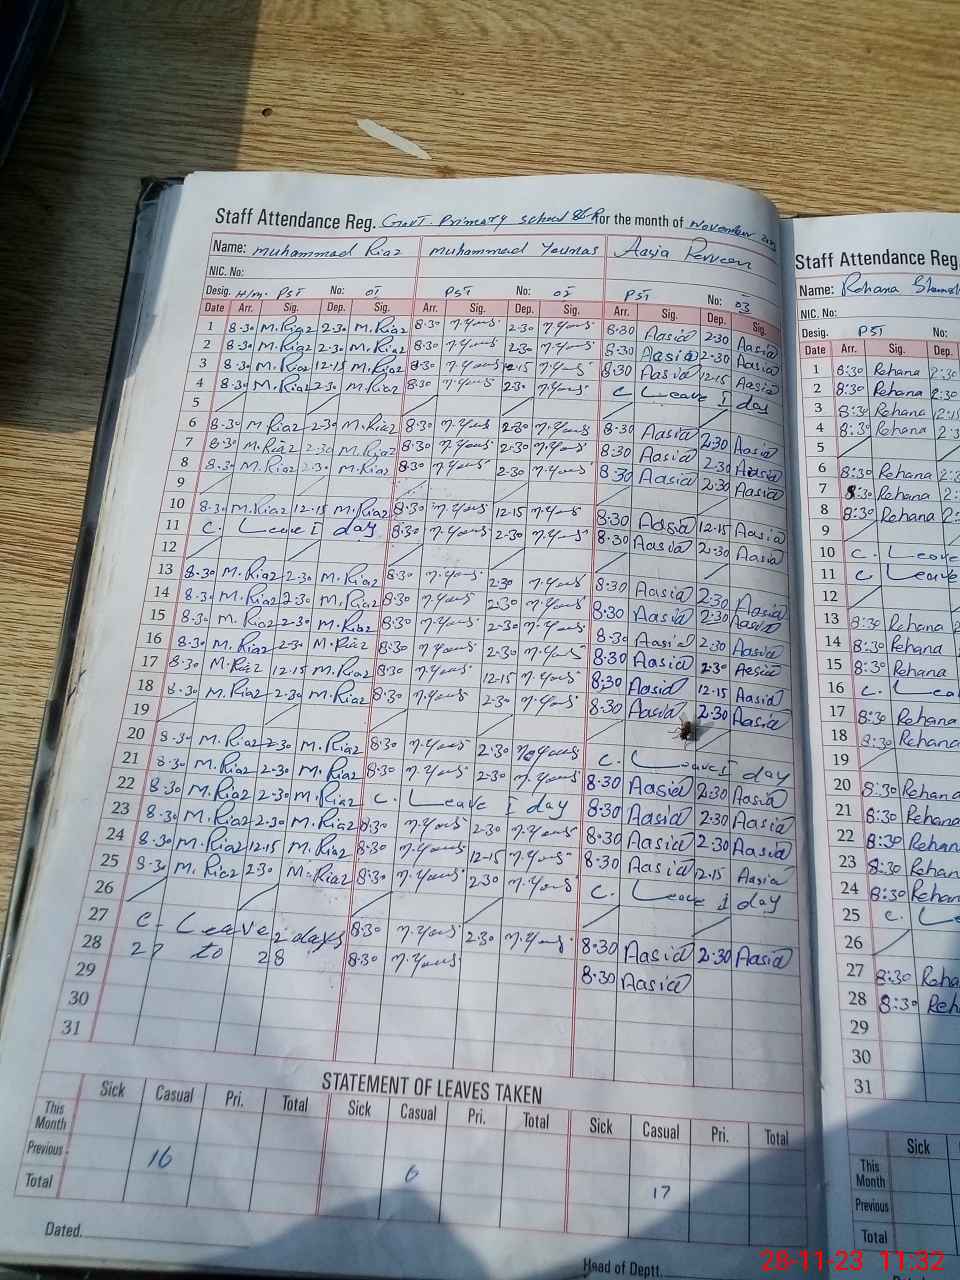 Staff Attendance Reg. Govt. Primary school for the month of November
Name: muhammad Riaz muhammad Younas Aasia Perveen
NIC. No:
Desig. H/m. PST No: 01 PST No: 02 PST No: 03
Date Arr. Sig. Dep. Sig. Arr. Sig. Dep. Sig. Arr. Sig. Dep. Sig.
1 8-30 M.Riaz 2-30 M.Riaz 8-30 2-30 8-30 Aasia 2-30 Aasia
2 8-30 M.Riaz 2-30 M.Riaz 8-30 2-30 8-30 Aasia 2-30 Aasia
3 8-30 M.Riaz 12-15 M.Riaz 8-30 12-15 8-30 Aasia 12-15 Aasia
4 8-30 M.Riaz 2-30 M.Riaz 8-30 2-30 C Leave 1 day
5
6 8-30 M.Riaz 2-30 M.Riaz 8-30 2-30 8-30 Aasia 2-30 Aasia
7 8-30 M.Riaz 2-30 M.Riaz 8-30 2-30 8-30 Aasia 2-30 Aasia
8 8-30 M.Riaz 2-30 M.Riaz 8-30 2-30 8-30 Aasia 2-30 Aasia
9
10 8-30 M.Riaz 12-15 M.Riaz 8-30 12-15 8-30 Aasia 12-15 Aasia
11 C. Leave 1 day 8-30 2-30 8-30 Aasia 2-30 Aasia
12
13 8-30 M.Riaz 2-30 M.Riaz 8-30 2-30 8-30 Aasia 2-30 Aasia
14 8-30 M.Riaz 2-30 M.Riaz 8-30 2-30 8-30 Aasia 2-30 Aasia
15 8-30 M.Riaz 2-30 M.Riaz 8-30 2-30 8-30 Aasia 2-30 Aasia
16 8-30 M.Riaz 2-30 M.Riaz 8-30 2-30 8-30 Aasia 2-30 Aasia
17 8-30 M.Riaz 12-15 M.Riaz 8-30 12-15 8-30 Aasia 12-15 Aasia
18 8-30 M.Riaz 2-30 M.Riaz 8-30 2-30 8-30 Aasia 2-30 Aasia
19
20 8-30 M.Riaz 2-30 M.Riaz 8-30 2-30 C. Leave 1 day
21 8-30 M.Riaz 2-30 M.Riaz 8-30 2-30 8-30 Aasia 2-30 Aasia
22 8-30 M.Riaz 2-30 M.Riaz C. Leave 1 day 8-30 Aasia 2-30 Aasia
23 8-30 M.Riaz 2-30 M.Riaz 8-30 2-30 8-30 Aasia 2-30 Aasia
24 8-30 M.Riaz 12-15 M.Riaz 8-30 12-15 8-30 Aasia 12-15 Aasia
25 8-30 M.Riaz 2-30 M.Riaz 8-30 2-30 C. Leave 1 day
26
27 C. Leave 2 days 8-30 2-30 8-30 Aasia 2-30 Aasia
28 27 to 28 8-30 8-30 Aasia
29
30
31
STATEMENT OF LEAVES TAKEN
Sick Casual Pri. Total Sick Casual Pri. Total Sick Casual Pri. Total
This Month
Previous 16 6 17
Total
Dated.
Head of Deptt.
Staff Attendance Reg
Name: Rehana
NIC. No:
Desig. PST No:
Date Arr. Sig. Dep.
1 8:30 Rehana 2:30
2 8:30 Rehana 2:30
3 8:30 Rehana 12:15
4 8:30 Rehana 2:3
5
6 8:30 Rehana 2:3
7 8:30 Rehana 2:
8 8:30 Rehana 2:
9
10 C. Leave
11 C Leave
12
13 8:30 Rehana
14 8:30 Rehana
15 8:30 Rehana
16 C. Lea
17 8:30 Rehana
18 8:30 Rehana
19
20 8:30 Rehana
21 8:30 Rehana
22 8:30 Rehan
23 8:30 Rehan
24 8:30 Rehan
25 C. Le
26
27 8:30 Reha
28 8:30 Reh
29
30
31
Sick
This Month
Previous
Total
28-11-23 11:32